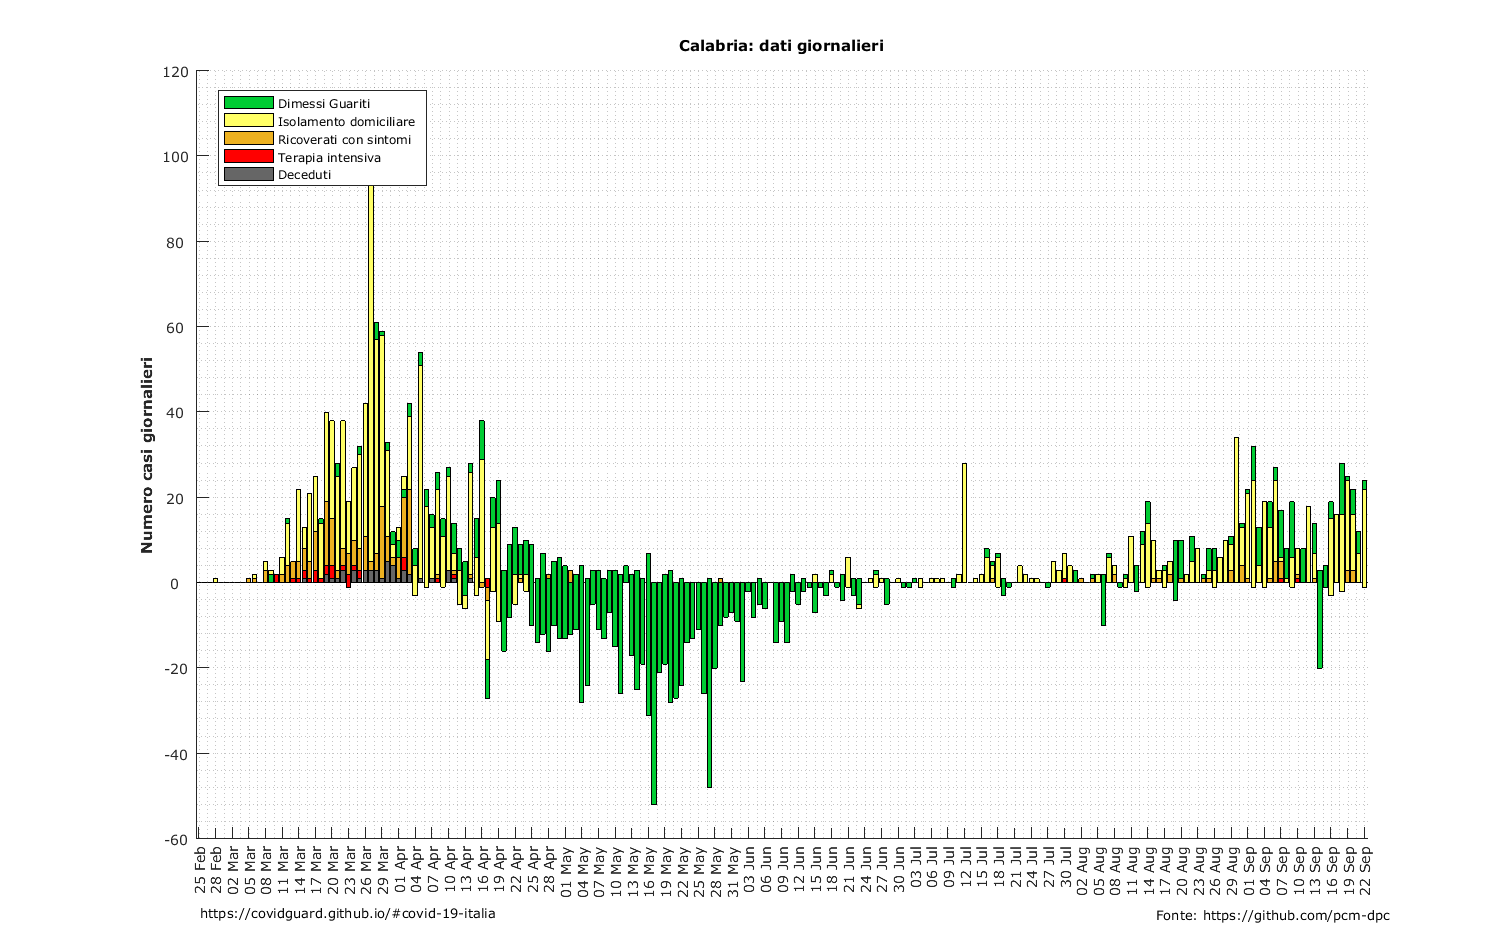 Calabria: dati giornalieri
Numero casi giornalieri
120
100
80
60
40
20
0
-20
-40
-60
Dimessi Guariti
Isolamento domiciliare
Ricoverati con sintomi
Terapia intensiva
Deceduti
25 Feb
28 Feb
02 Mar
05 Mar
08 Mar
11 Mar
14 Mar
17 Mar
20 Mar
23 Mar
26 Mar
29 Mar
01 Apr
04 Apr
07 Apr
10 Apr
13 Apr
16 Apr
19 Apr
22 Apr
25 Apr
28 Apr
01 May
04 May
07 May
10 May
13 May
16 May
19 May
22 May
25 May
28 May
31 May
03 Jun
06 Jun
09 Jun
12 Jun
15 Jun
18 Jun
21 Jun
24 Jun
27 Jun
30 Jun
03 Jul
06 Jul
09 Jul
12 Jul
15 Jul
18 Jul
21 Jul
24 Jul
27 Jul
30 Jul
02 Aug
05 Aug
08 Aug
11 Aug
14 Aug
17 Aug
20 Aug
23 Aug
26 Aug
29 Aug
01 Sep
04 Sep
07 Sep
10 Sep
13 Sep
16 Sep
19 Sep
22 Sep
https://covidguard.github.io/#covid-19-italia
Fonte: https://github.com/pcm-dpc